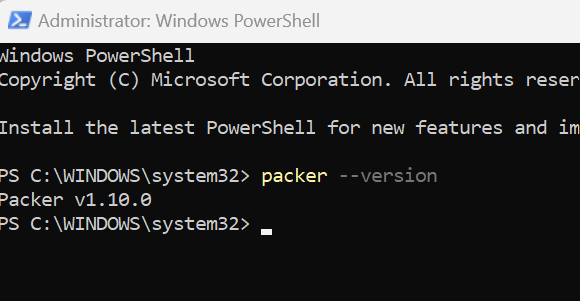 Administrator: Windows PowerShell
Windows PowerShell
Copyright (C) Microsoft Corporation. All rights reser
Install the latest PowerShell for new features and im
PS C:\WINDOWS\system32> packer --version
Packer v1.10.0
PS C:\WINDOWS\system32>